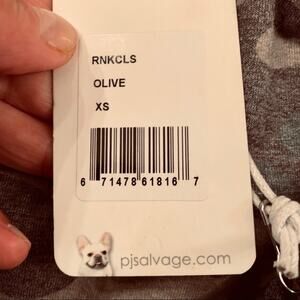 RNKCLS
OLIVE
XS
6 71478 61816 7
pjsalvage.com